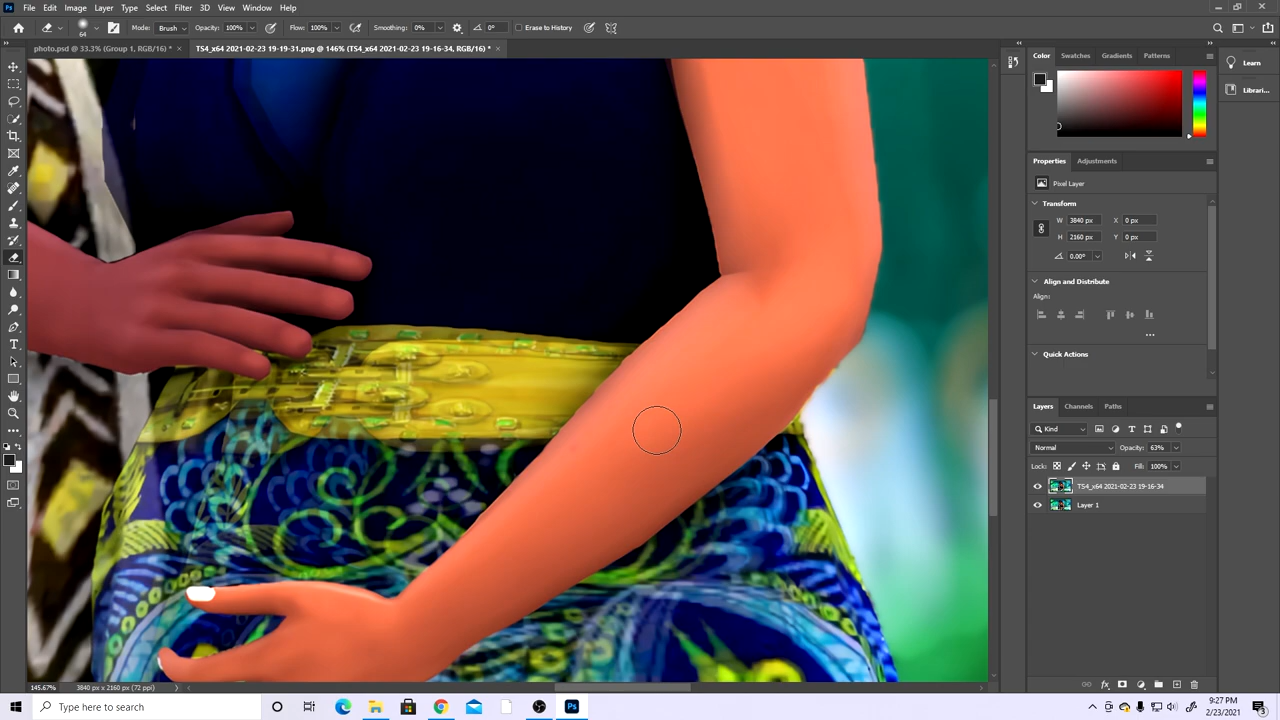 File Edit Image Layer Type Select Filter 3D View Window Help
64 Mode: Brush Opacity: 100% Flow: 100% Smoothing: 0% 0° Erase to History
photo.psd @ 33.3% (Group 1, RGB/16) * × TS4_x64 2021-02-23 19-19-31.png @ 146% (TS4_x64 2021-02-23 19-16-34, RGB/16) * ×
Color Swatches Gradients Patterns
Learn
Librari...
Properties Adjustments
Pixel Layer
Transform
W 3840 px X 0 px
H 2160 px Y 0 px
0.00°
Align and Distribute
Align:
Quick Actions
Layers Channels Paths
Kind
Normal Opacity: 63%
Lock: Fill: 100%
TS4_x64 2021-02-23 19-16-34
Layer 1
145.67% 3840 px x 2160 px (72 ppi)
Type here to search
Ps
9:27 PM
2/23/2021
3